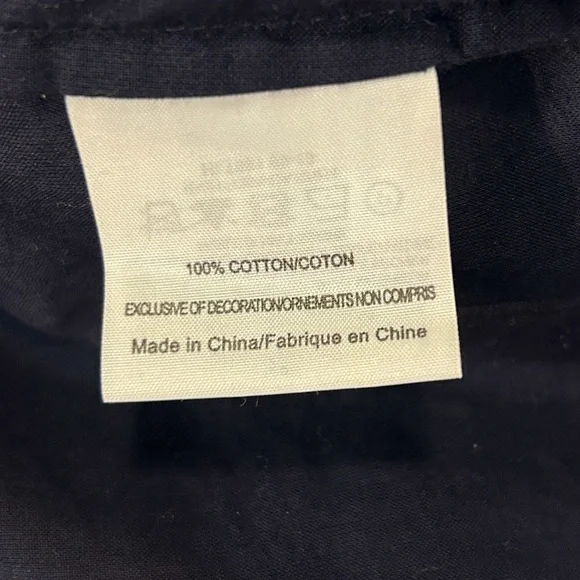 100% COTTON/COTON
EXCLUSIVE OF DECORATION/ORNEMENTS NON COMPRIS
Made in China/Fabrique en Chine